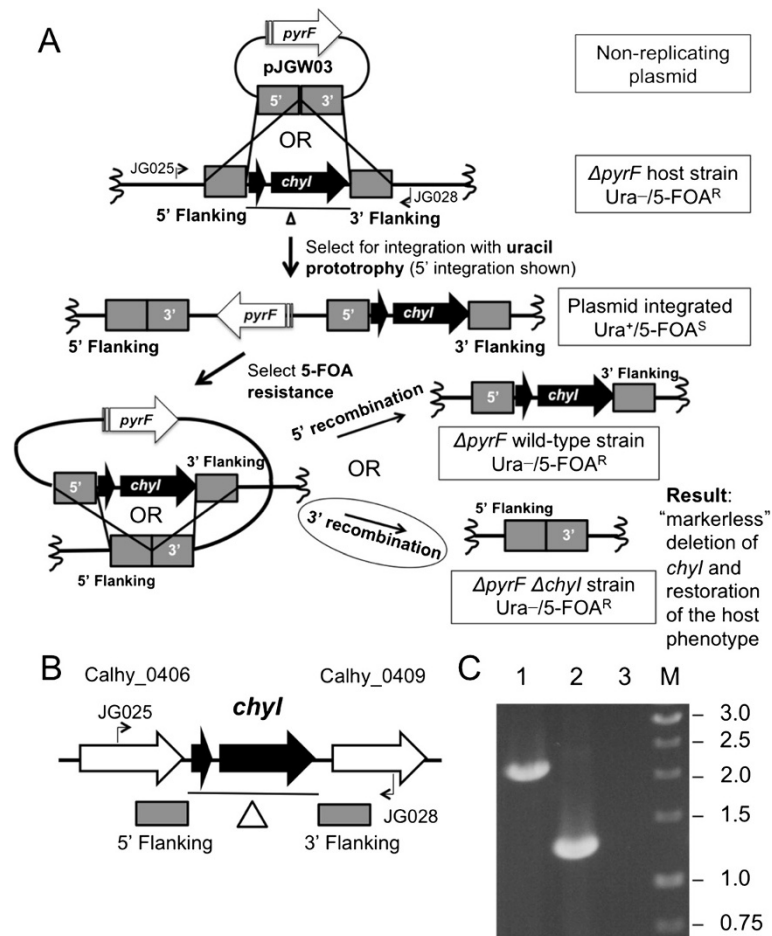 A
pyrF
pJGW03
5' 3'
OR
Non-replicating
plasmid
JG025
chyI
JG028
5' Flanking
Δ
3' Flanking
ΔpyrF host strain
Ura–/5-FOAR
Select for integration with uracil
prototrophy (5' integration shown)
3' pyrF 5' chyI
5' Flanking
3' Flanking
Plasmid integrated
Ura+/5-FOAS
Select 5-FOA
resistance
pyrF
5' chyI
3' Flanking
OR
3'
5' Flanking
5' recombination
OR
3' recombination
3' Flanking
5' chyI
ΔpyrF wild-type strain
Ura–/5-FOAR
5' Flanking
3'
ΔpyrF ΔchyI strain
Ura–/5-FOAR
Result:
"markerless"
deletion of
chyI and
restoration
of the host
phenotype
B
Calhy_0406
Calhy_0409
JG025
chyI
JG028
5' Flanking
Δ
3' Flanking
C
1 2 3 M
– 3.0
– 2.5
– 2.0
– 1.5
– 1.0
– 0.75